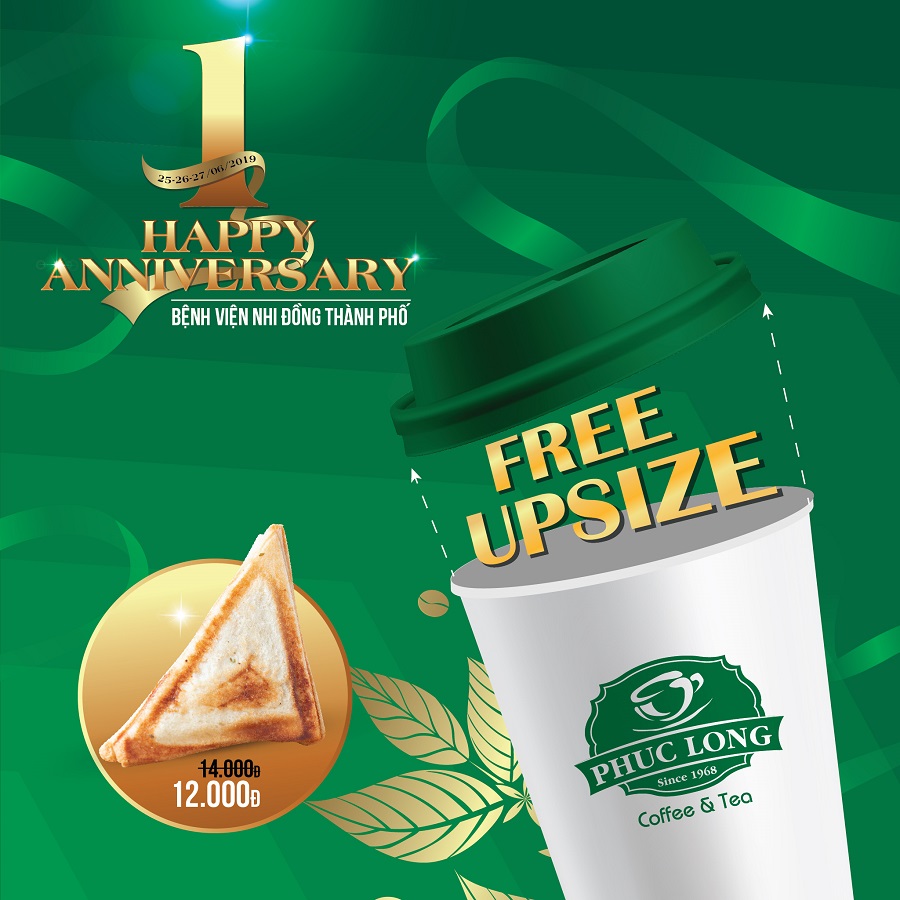 1
25-26-27/06/2019
HAPPY
ANNIVERSARY
BỆNH VIỆN NHI ĐỒNG THÀNH PHỐ
FREE
UPSIZE
14.000Đ
12.000Đ
PHUC LONG
Since 1968
Coffee & Tea